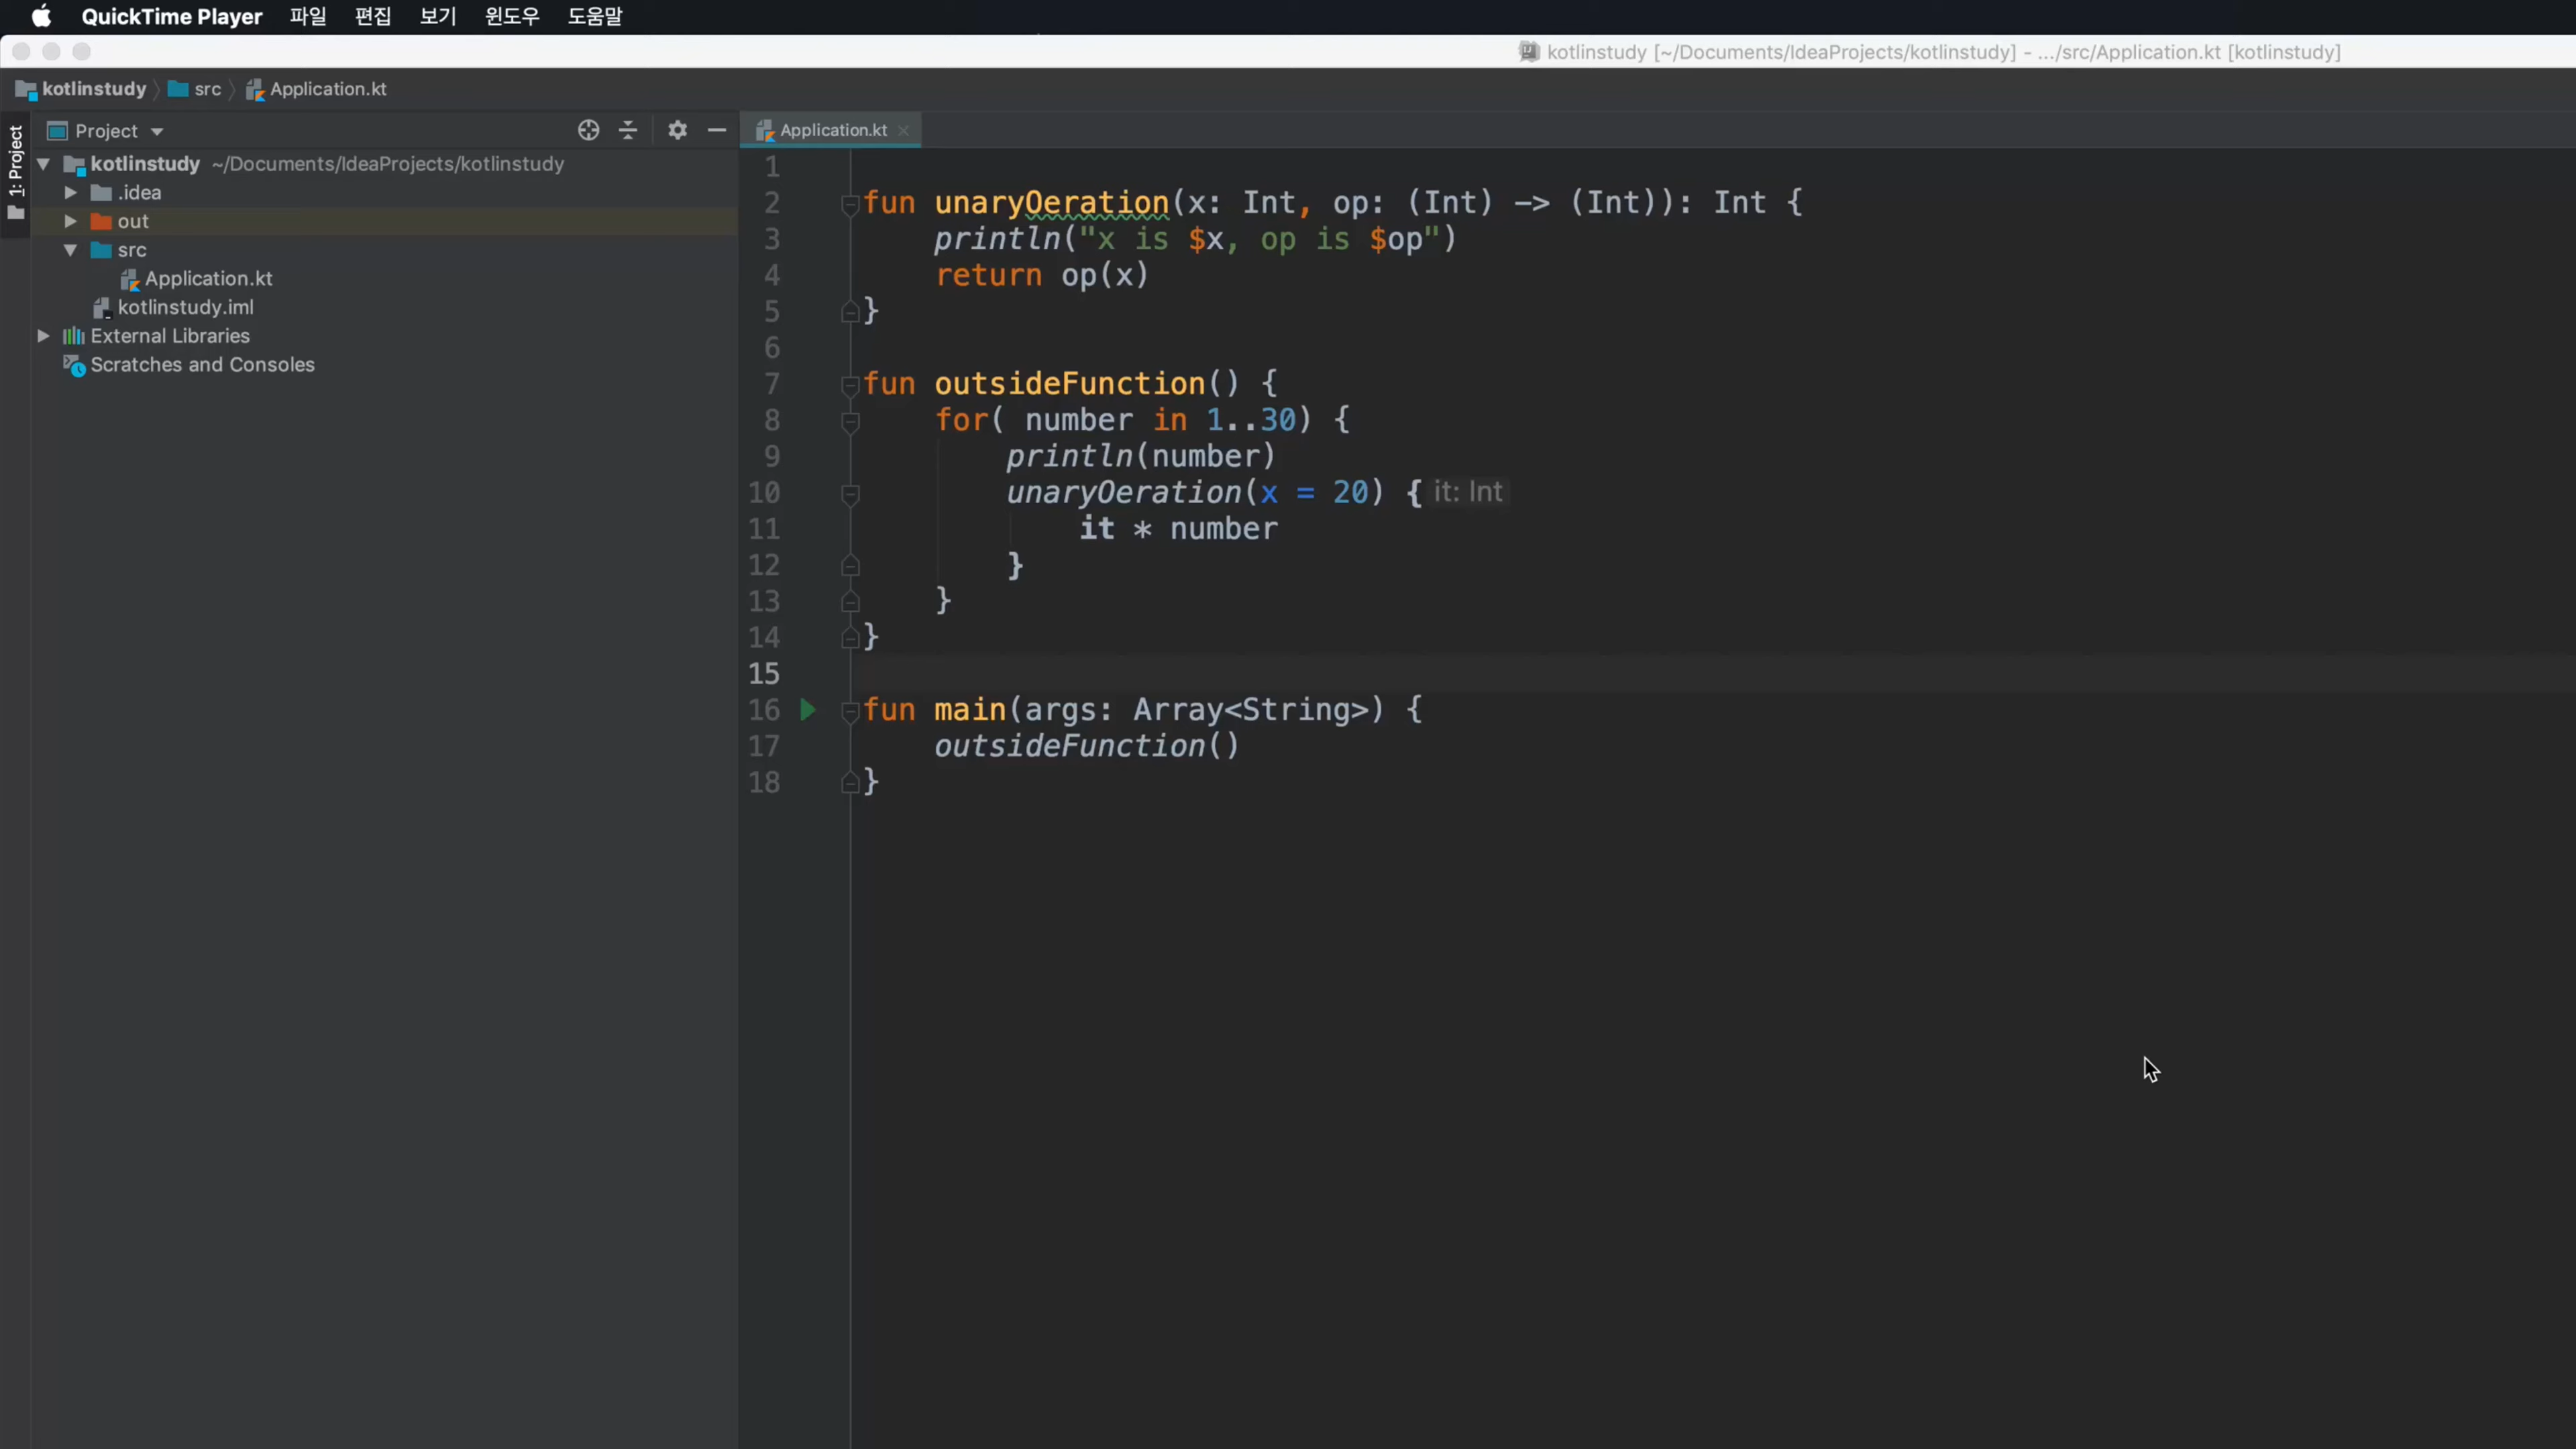 QuickTime Player 파일 편집 보기 윈도우 도움말
kotlinstudy [~/Documents/IdeaProjects/kotlinstudy] - .../src/Application.kt [kotlinstudy]
kotlinstudy src Application.kt
1: Project
Project
kotlinstudy ~/Documents/IdeaProjects/kotlinstudy
.idea
out
src
Application.kt
kotlinstudy.iml
External Libraries
Scratches and Consoles
Application.kt
1
2 fun unaryOeration(x: Int, op: (Int) -> (Int)): Int {
3 println("x is $x, op is $op")
4 return op(x)
5 }
6
7 fun outsideFunction() {
8 for( number in 1..30) {
9 println(number)
10 unaryOeration(x = 20) { it: Int
11 it * number
12 }
13 }
14 }
15
16 fun main(args: Array<String>) {
17 outsideFunction()
18 }